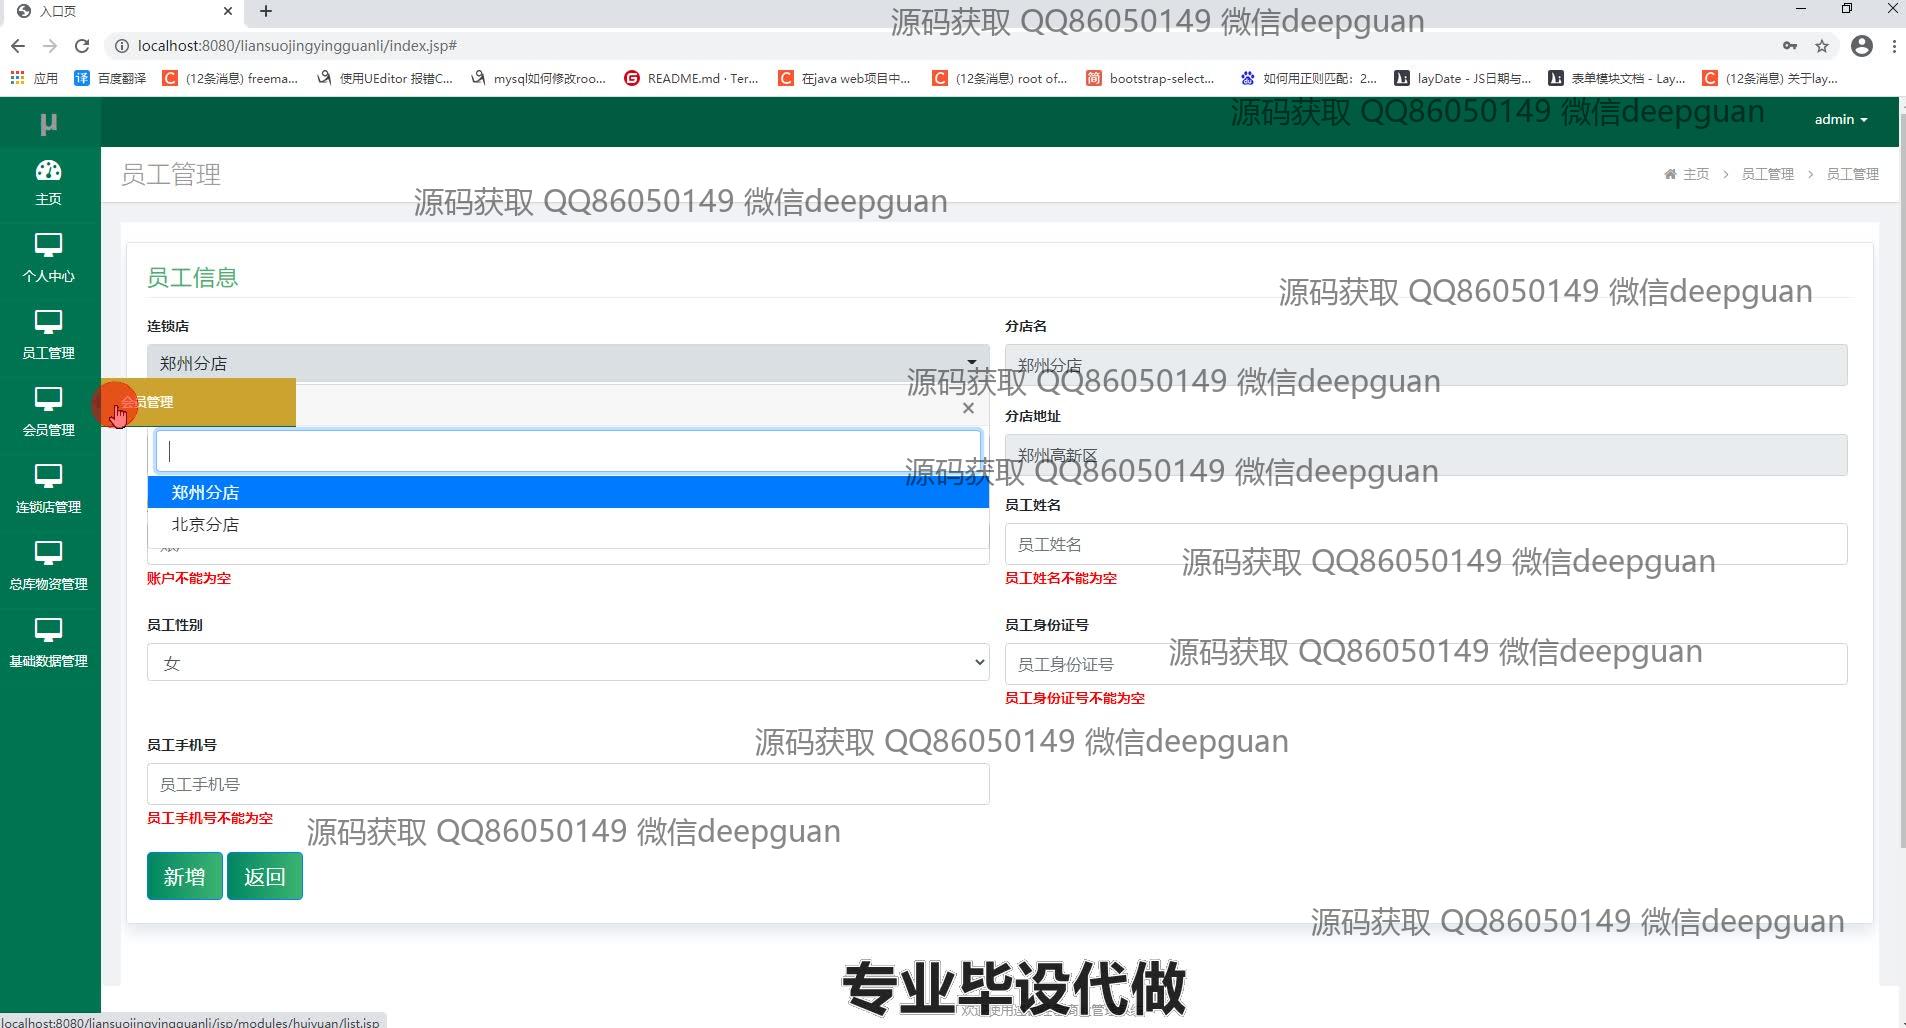 入口页
源码获取 QQ86050149 微信deepguan
localhost:8080/liansuojingyingguanli/index.jsp#
应用
百度翻译
(12条消息) freema...
使用UEditor 报错C...
mysql如何修改roo...
README.md · Ter...
在java web项目中...
(12条消息) root of...
bootstrap-select...
如何用正则匹配：2...
layDate - JS日期与...
表单模块文档 - Lay...
(12条消息) 关于lay...
μ
源码获取 QQ86050149 微信deepguan
admin
主页
个人中心
员工管理
会员管理
连锁店管理
总库物资管理
基础数据管理
员工管理
主页 > 员工管理 > 员工管理
源码获取 QQ86050149 微信deepguan
员工信息
源码获取 QQ86050149 微信deepguan
连锁店
郑州分店
分店名
郑州分店
源码获取 QQ86050149 微信deepguan
会员管理
×
郑州分店
北京分店
分店地址
郑州高新区
源码获取 QQ86050149 微信deepguan
账户不能为空
员工姓名
员工姓名
源码获取 QQ86050149 微信deepguan
员工姓名不能为空
员工性别
女
员工身份证号
员工身份证号
源码获取 QQ86050149 微信deepguan
员工身份证号不能为空
员工手机号
源码获取 QQ86050149 微信deepguan
员工手机号
员工手机号不能为空
源码获取 QQ86050149 微信deepguan
新增
返回
源码获取 QQ86050149 微信deepguan
专业毕设代做
localhost:8080/liansuojingyingguanli/jsp/modules/huiyuan/list.jsp